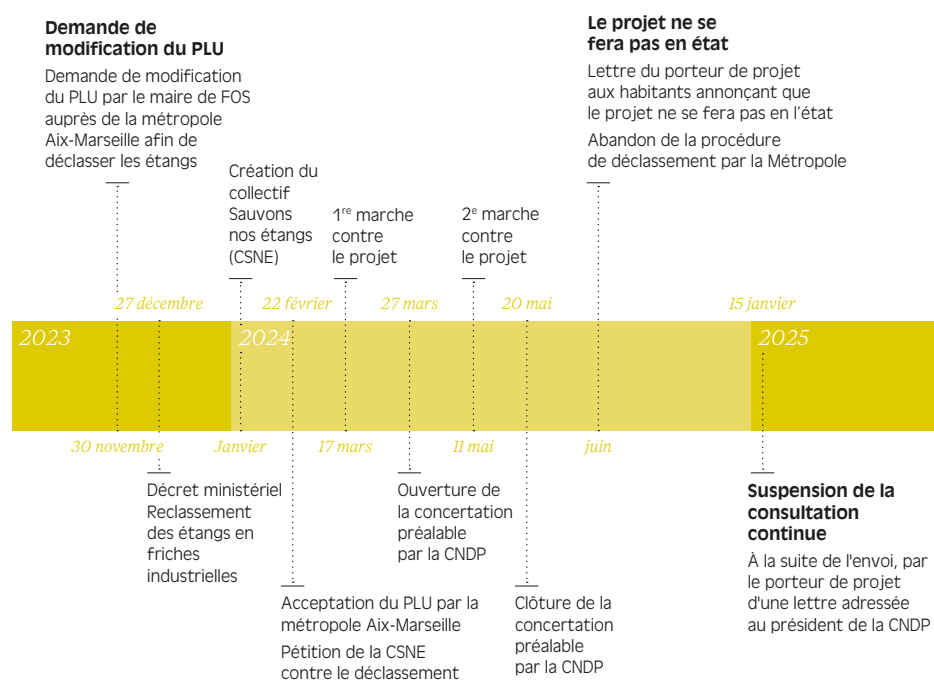 Demande de
modification du PLU
Demande de modification
du PLU par le maire de FOS
auprès de la métropole
Aix-Marseille afin de
déclasser les étangs
Création du
collectif
Sauvons
nos étangs
(CSNE)
1re marche
contre
le projet
2e marche
contre
le projet
Le projet ne se
fera pas en état
Lettre du porteur de projet
aux habitants annonçant que
le projet ne se fera pas en l'état
Abandon de la procédure
de déclassement par la Métropole
27 décembre
22 février
27 mars
20 mai
15 janvier
2023
2024
2025
30 novembre
Janvier
17 mars
11 mai
juin
Décret ministériel
Reclassement
des étangs en
friches
industrielles
Acceptation du PLU par la
métropole Aix-Marseille
Pétition de la CSNE
contre le déclassement
Ouverture de
la concertation
préalable
par la CNDP
Clôture de la
concertation
préalable
par la CNDP
Suspension de la
consultation
continue
À la suite de l'envoi, par
le porteur de projet
d'une lettre adressée
au président de la CNDP